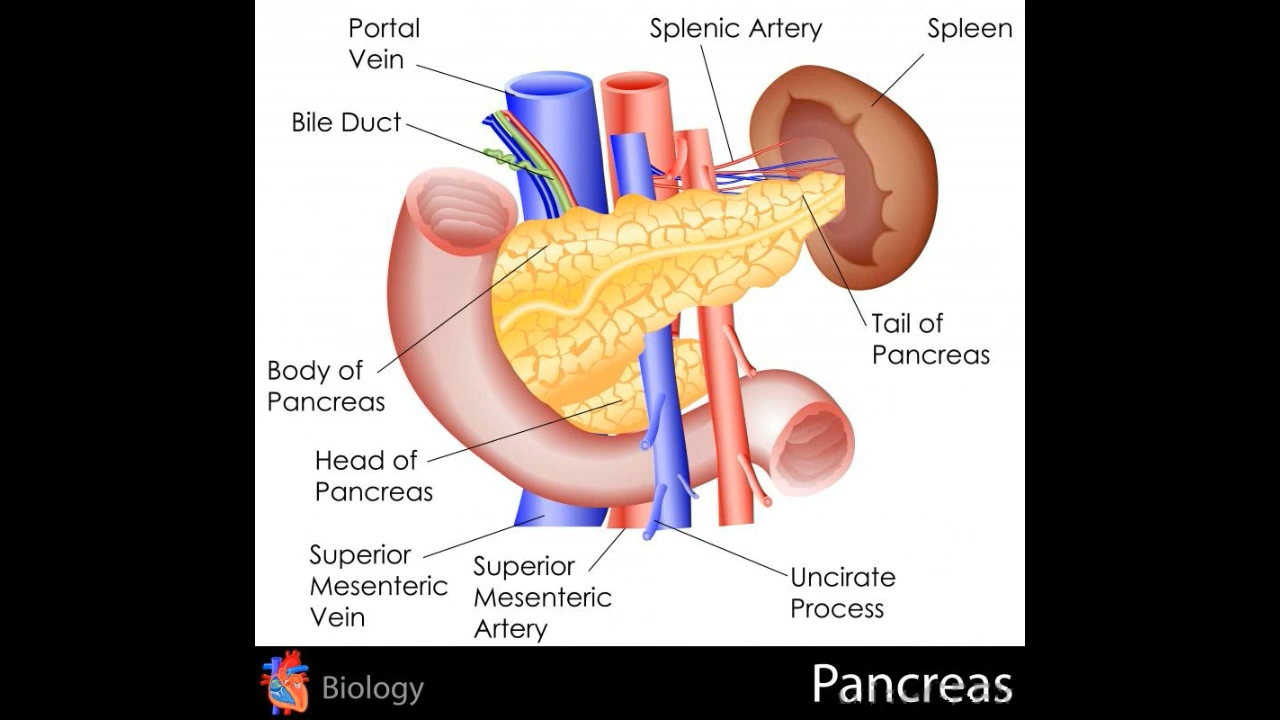 Portal
Vein
Splenic Artery
Spleen
Bile Duct
Tail of
Pancreas
Body of
Pancreas
Head of
Pancreas
Superior
Mesenteric
Vein
Superior
Mesenteric
Artery
Uncirate
Process
Biology
Pancreas